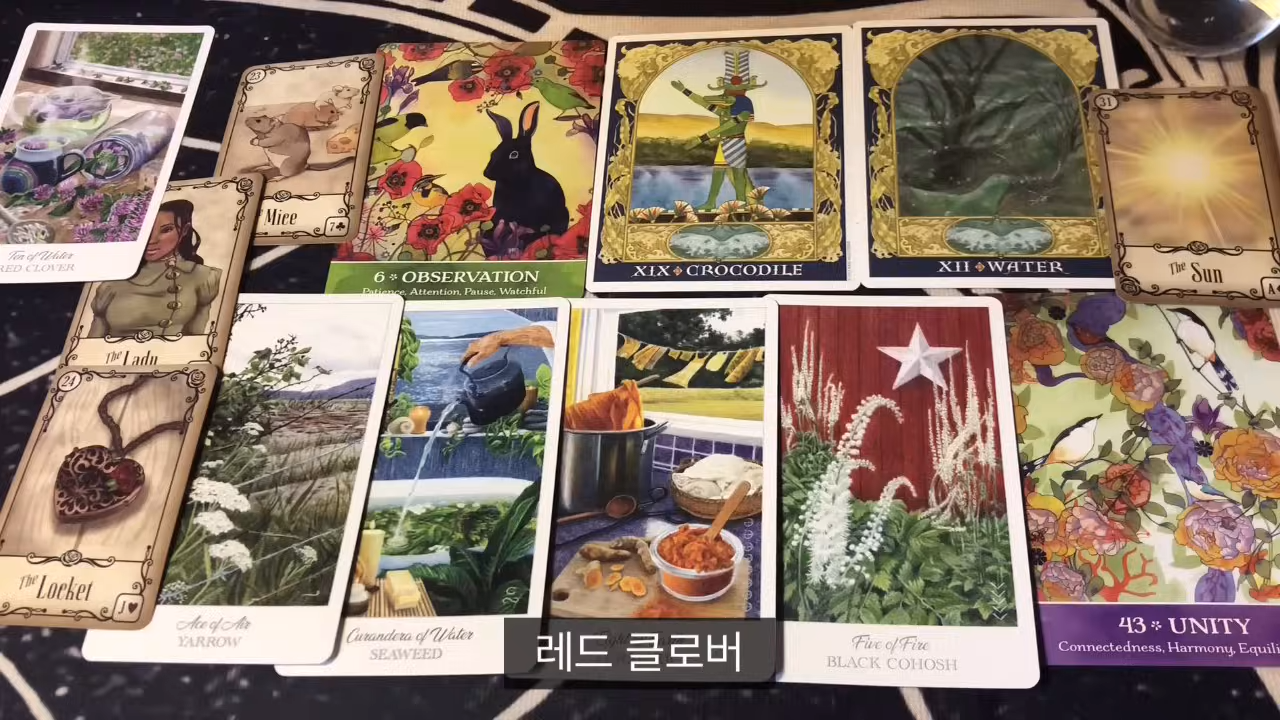 Ten of Water
RED CLOVER
23
Mice
7♣
The Lady
24
The Locket
J♥
6 ※ OBSERVATION
Patience, Attention, Pause, Watchful
XIX ◆ CROCODILE
XII ◆ WATER
31
The Sun
A
Ace of Air
YARROW
Curandera of Water
SEAWEED
레드 클로버
Five of Fire
BLACK COHOSH
43 ※ UNITY
Connectedness, Harmony, Equili